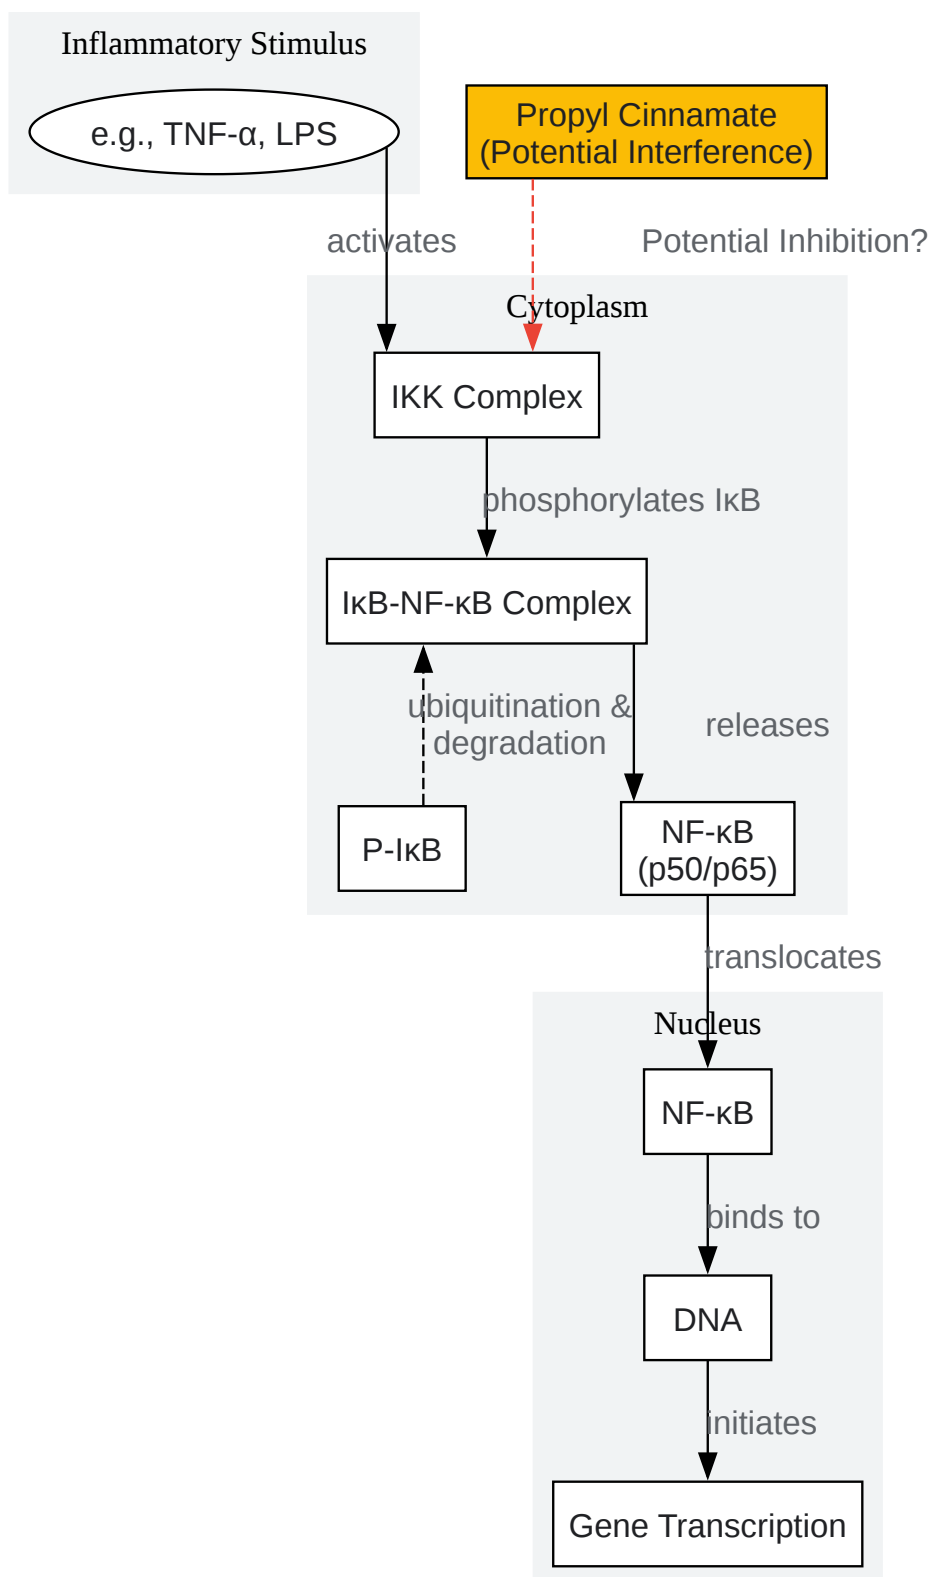 Inflammatory Stimulus
e.g., TNF-α, LPS
Propyl Cinnamate
(Potential Interference)
activates
Potential Inhibition?
Cytoplasm
IKK Complex
phosphorylates IκB
IκB-NF-κB Complex
ubiquitination &
degradation
releases
P-IκB
NF-κB
(p50/p65)
translocates
Nucleus
NF-κB
binds to
DNA
initiates
Gene Transcription